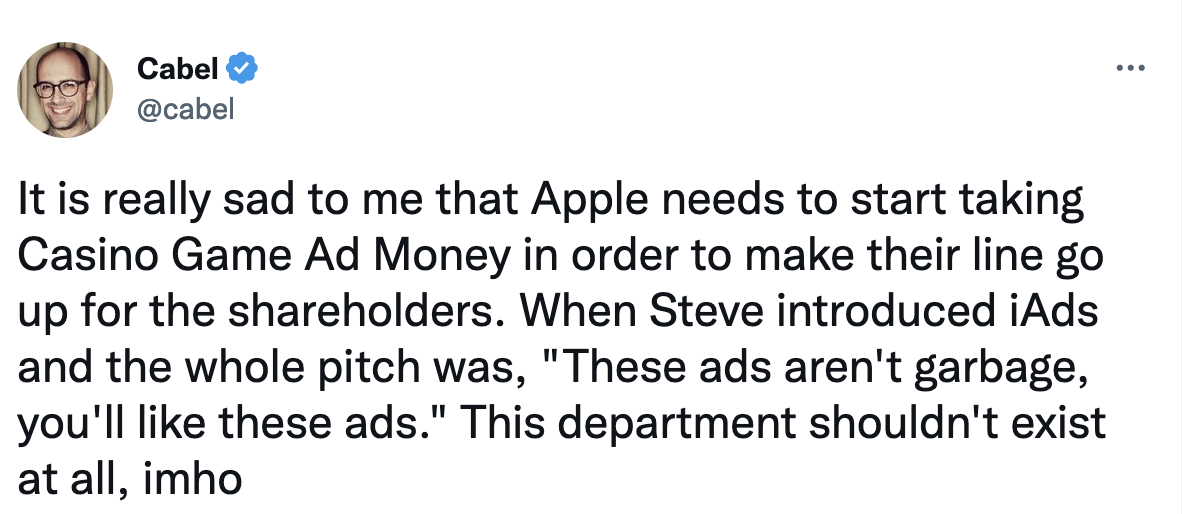 Cabel
@cabel
It is really sad to me that Apple needs to start taking
Casino Game Ad Money in order to make their line go
up for the shareholders. When Steve introduced iAds
and the whole pitch was, "These ads aren't garbage,
you'll like these ads." This department shouldn't exist
at all, imho